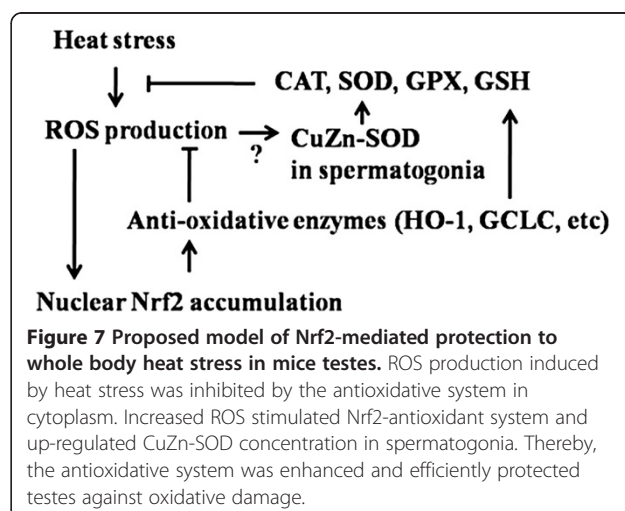 Heat stress
CAT, SOD, GPX, GSH
ROS production
?
CuZn-SOD
in spermatogonia
Anti-oxidative enzymes (HO-1, GCLC, etc)
Nuclear Nrf2 accumulation
Figure 7 Proposed model of Nrf2-mediated protection to
whole body heat stress in mice testes. ROS production induced
by heat stress was inhibited by the antioxidative system in
cytoplasm. Increased ROS stimulated Nrf2-antioxidant system and
up-regulated CuZn-SOD concentration in spermatogonia. Thereby,
the antioxidative system was enhanced and efficiently protected
testes against oxidative damage.